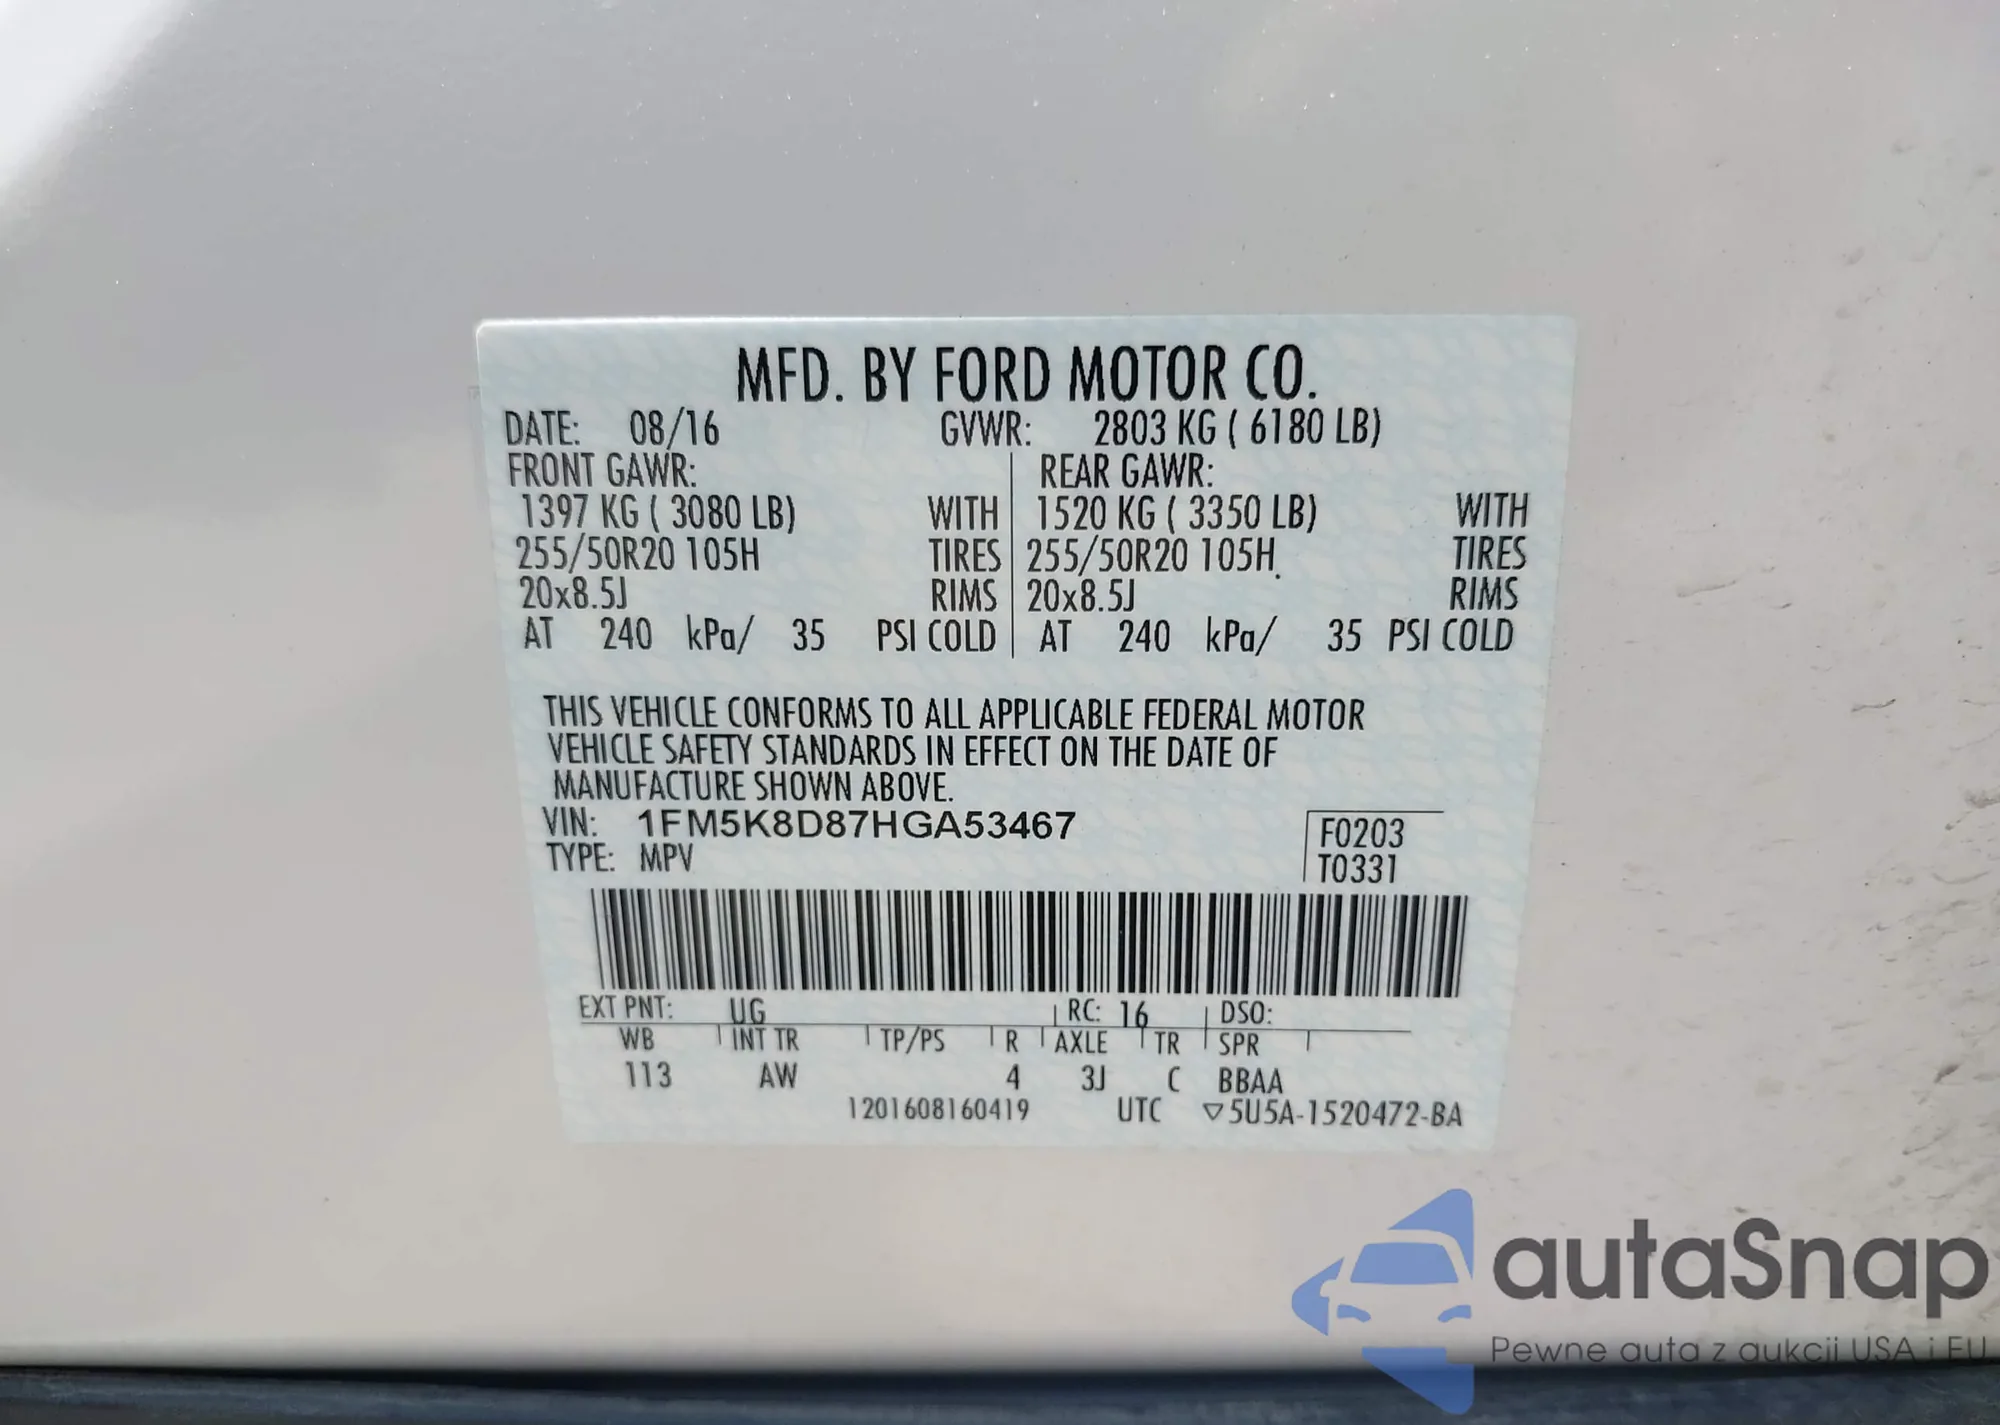 MFD. BY FORD MOTOR CO.
DATE: 08/16 GVWR: 2803 KG ( 6180 LB)
FRONT GAWR: REAR GAWR:
1397 KG ( 3080 LB) WITH 1520 KG ( 3350 LB) WITH
255/50R20 105H TIRES 255/50R20 105H TIRES
20x8.5J RIMS 20x8.5J RIMS
AT 240 kPa/ 35 PSI COLD AT 240 kPa/ 35 PSI COLD
THIS VEHICLE CONFORMS TO ALL APPLICABLE FEDERAL MOTOR
VEHICLE SAFETY STANDARDS IN EFFECT ON THE DATE OF
MANUFACTURE SHOWN ABOVE.
VIN: 1FM5K8D87HGA53467 F0203
TYPE: MPV T0331
EXT PNT: UG RC: 16 DSO:
WB INT TR TP/PS R AXLE TR SPR
113 AW 4 3J C BBAA
1201608160419 UTC ▽5U5A-1520472-BA
autaSnap
Pewne auta z aukcji USA i EU